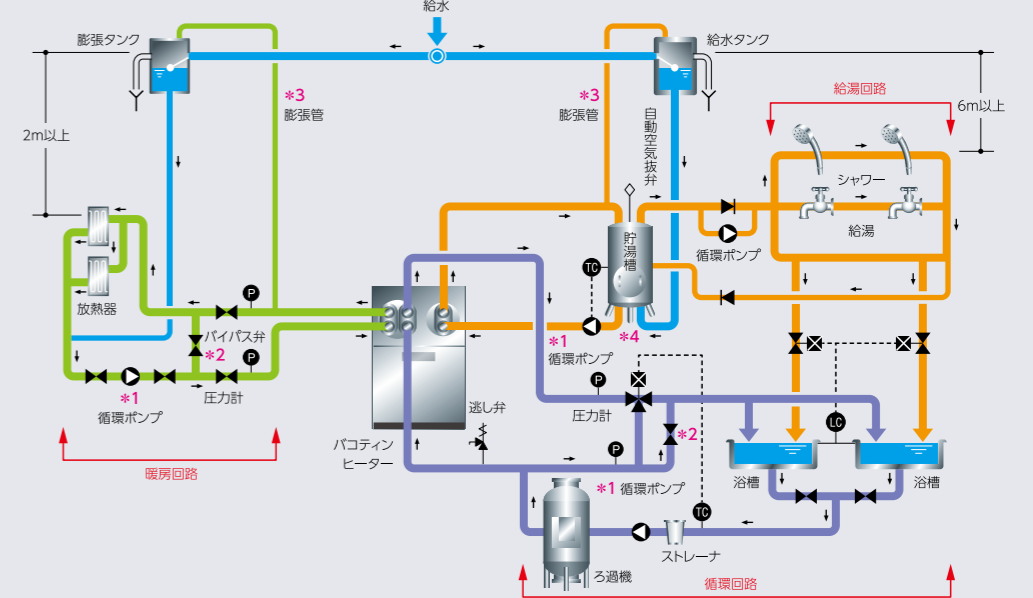 給水
膨張タンク
給水タンク
*3
膨張管
*3
膨張管
自動空気抜弁
給湯回路
2m以上
6m以上
シャワー
給湯
循環ポンプ
貯湯槽
TC
放熱器
P
バイパス弁
*2
P
圧力計
*1
循環ポンプ
暖房回路
*1
循環ポンプ
*4
P
圧力計
逃し弁
バコティン
ヒーター
*2
P
*1 循環ポンプ
LC
浴槽
浴槽
TC
ストレーナ
ろ過機
循環回路